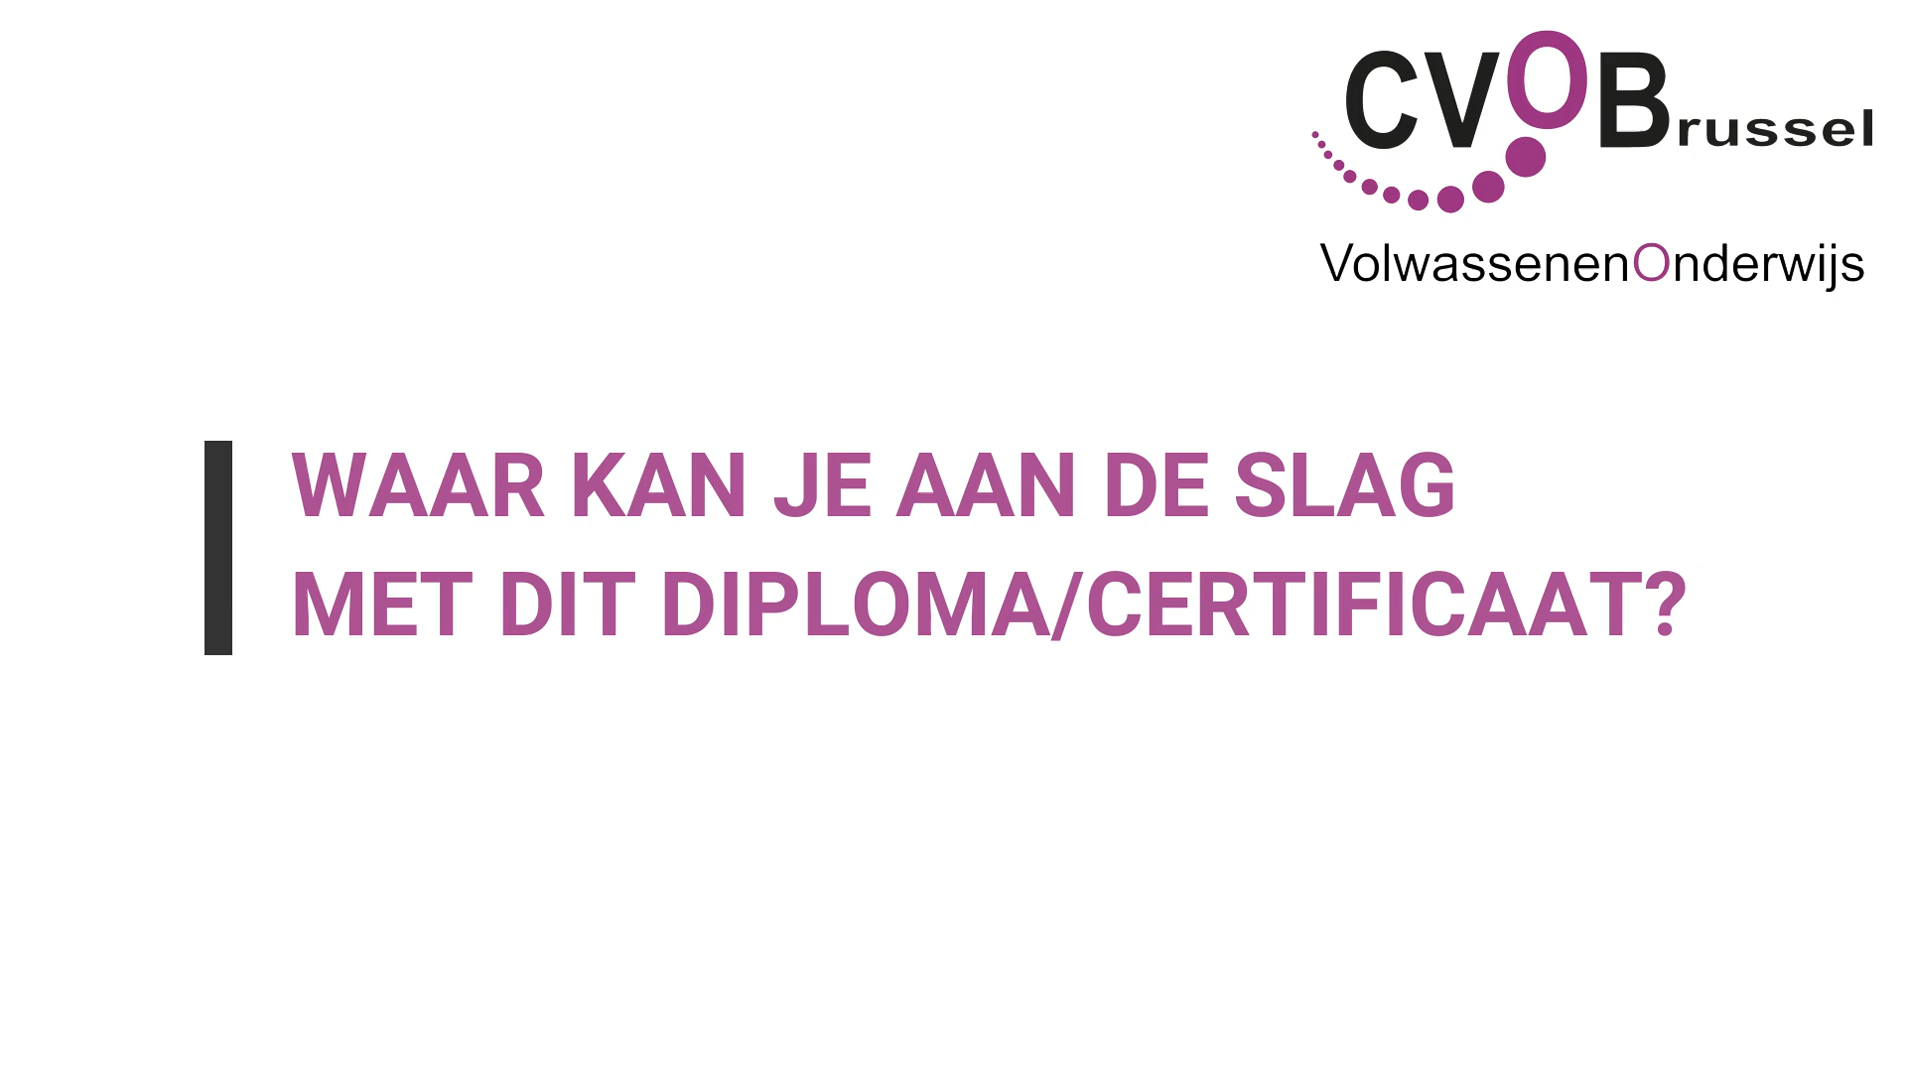 CVOBrussel
VolwassenenOnderwijs
WAAR KAN JE AAN DE SLAG
MET DIT DIPLOMA/CERTIFICAAT?